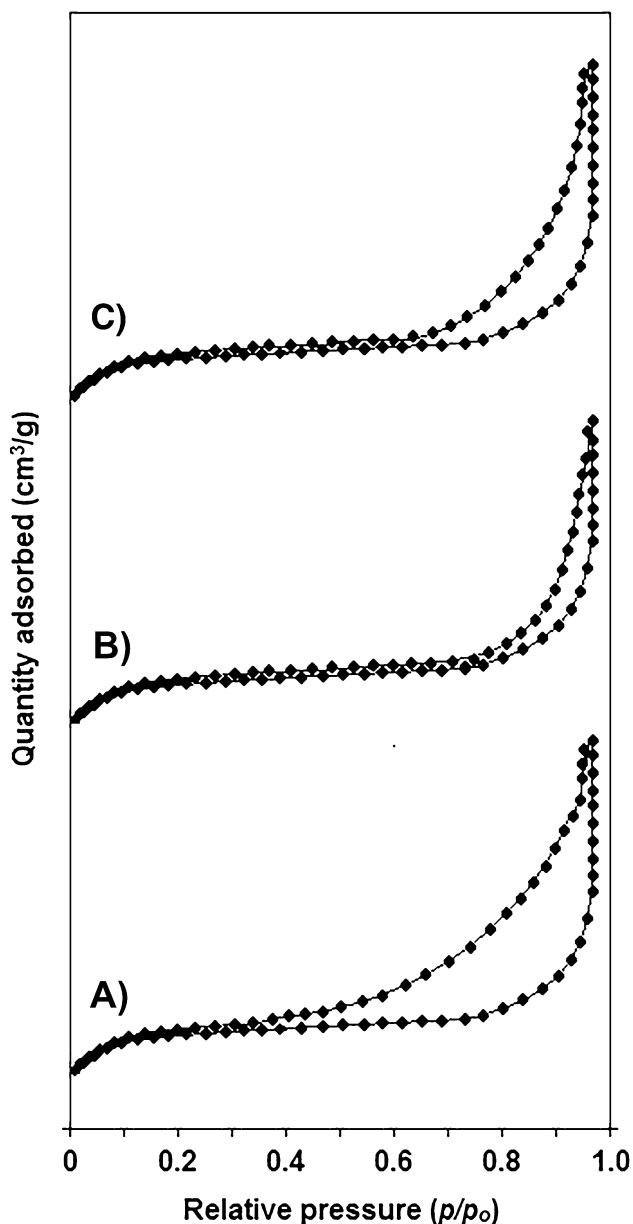 C)
B)
A)
Quantity adsorbed (cm³/g)
0 0.2 0.4 0.6 0.8 1.0
Relative pressure (p/pₒ)